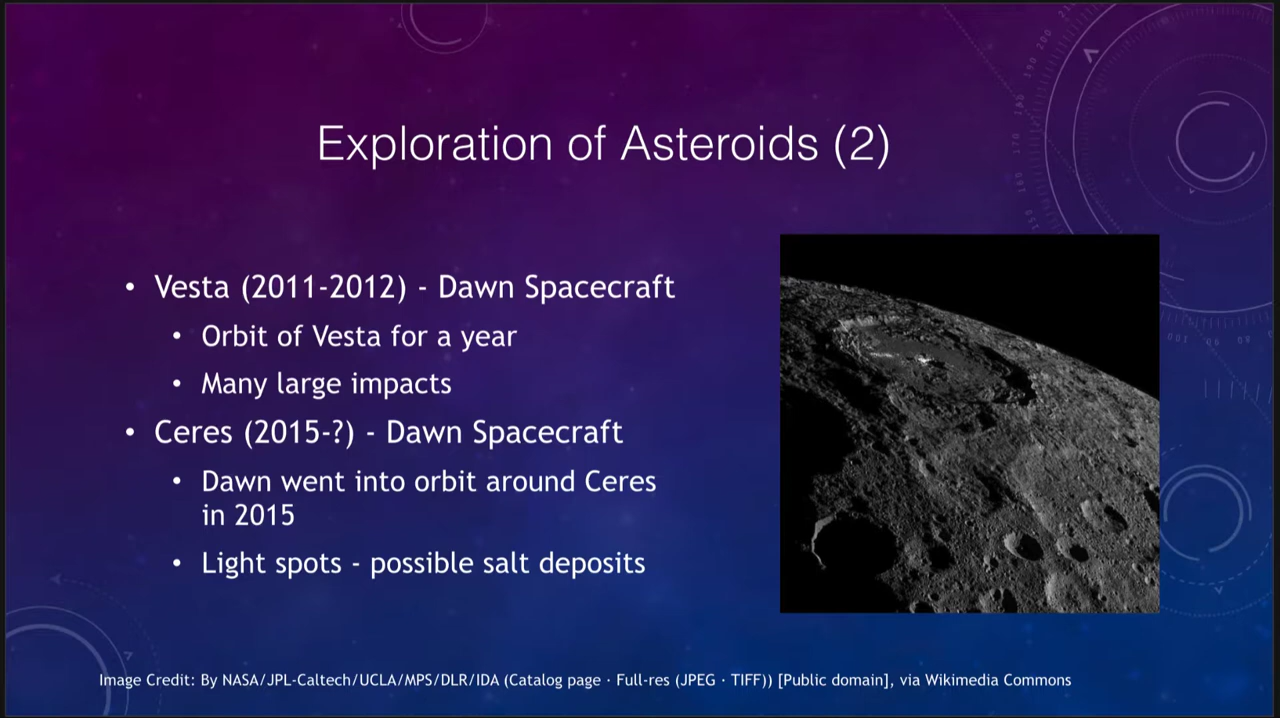 Exploration of Asteroids (2)
• Vesta (2011-2012) - Dawn Spacecraft
• Orbit of Vesta for a year
• Many large impacts
• Ceres (2015-?) - Dawn Spacecraft
• Dawn went into orbit around Ceres
in 2015
• Light spots - possible salt deposits
Image Credit: By NASA/JPL-Caltech/UCLA/MPS/DLR/IDA (Catalog page · Full-res (JPEG · TIFF)) [Public domain], via Wikimedia Commons